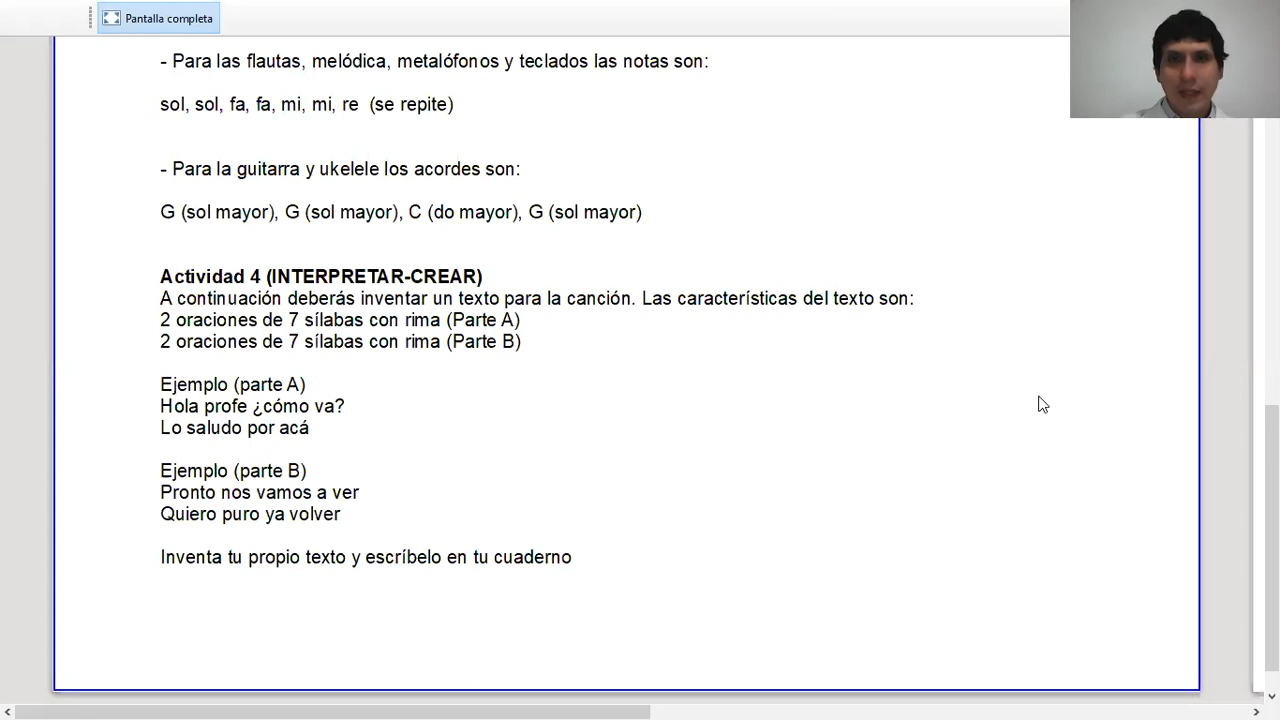 Pantalla completa
- Para las flautas, melódica, metalófonos y teclados las notas son:
sol, sol, fa, fa, mi, mi, re (se repite)
- Para la guitarra y ukelele los acordes son:
G (sol mayor), G (sol mayor), C (do mayor), G (sol mayor)
Actividad 4 (INTERPRETAR-CREAR)
A continuación deberás inventar un texto para la canción. Las características del texto son:
2 oraciones de 7 sílabas con rima (Parte A)
2 oraciones de 7 sílabas con rima (Parte B)
Ejemplo (parte A)
Hola profe ¿cómo va?
Lo saludo por acá
Ejemplo (parte B)
Pronto nos vamos a ver
Quiero puro ya volver
Inventa tu propio texto y escríbelo en tu cuaderno